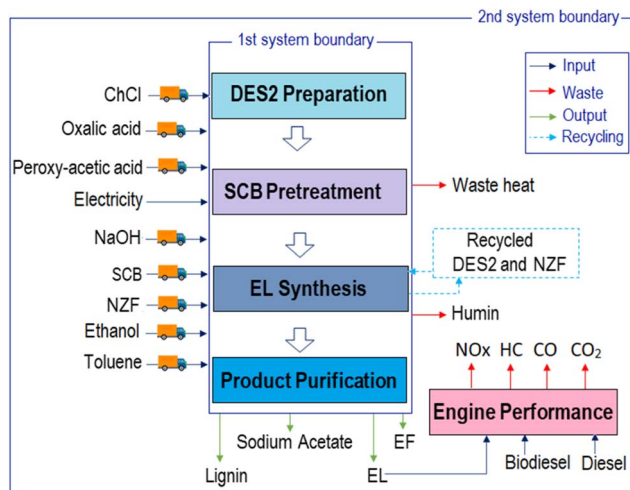 2nd system boundary
1st system boundary
Input
Waste
Output
Recycling
ChCl
Oxalic acid
Peroxy-acetic acid
Electricity
NaOH
SCB
NZF
Ethanol
Toluene
DES2 Preparation
SCB Pretreatment
Waste heat
EL Synthesis
Recycled
DES2 and NZF
Humin
Product Purification
NOx HC CO CO₂
Engine Performance
Lignin
Sodium Acetate
EL
EF
Biodiesel
Diesel